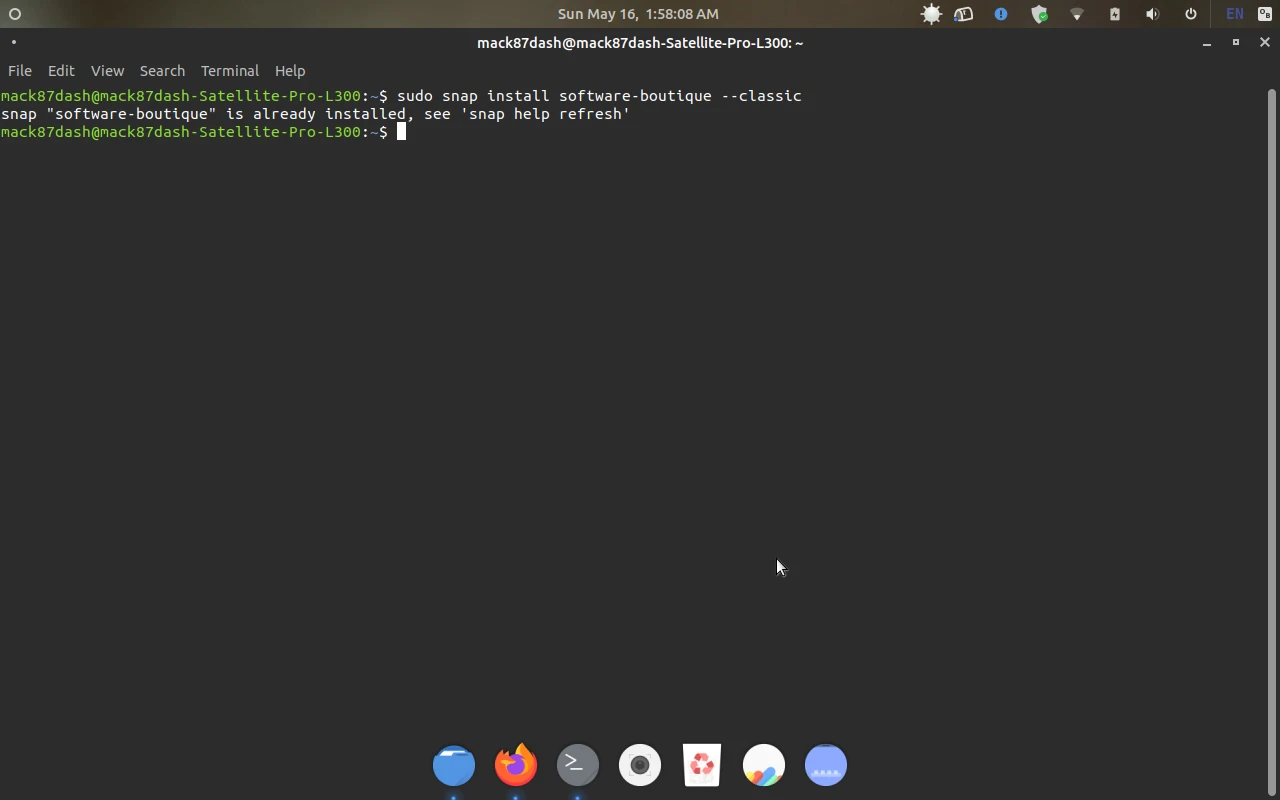 Sun May 16, 1:58:08 AM
EN
mack87dash@mack87dash-Satellite-Pro-L300: ~
File Edit View Search Terminal Help
mack87dash@mack87dash-Satellite-Pro-L300:~$ sudo snap install software-boutique --classic
snap "software-boutique" is already installed, see 'snap help refresh'
mack87dash@mack87dash-Satellite-Pro-L300:~$